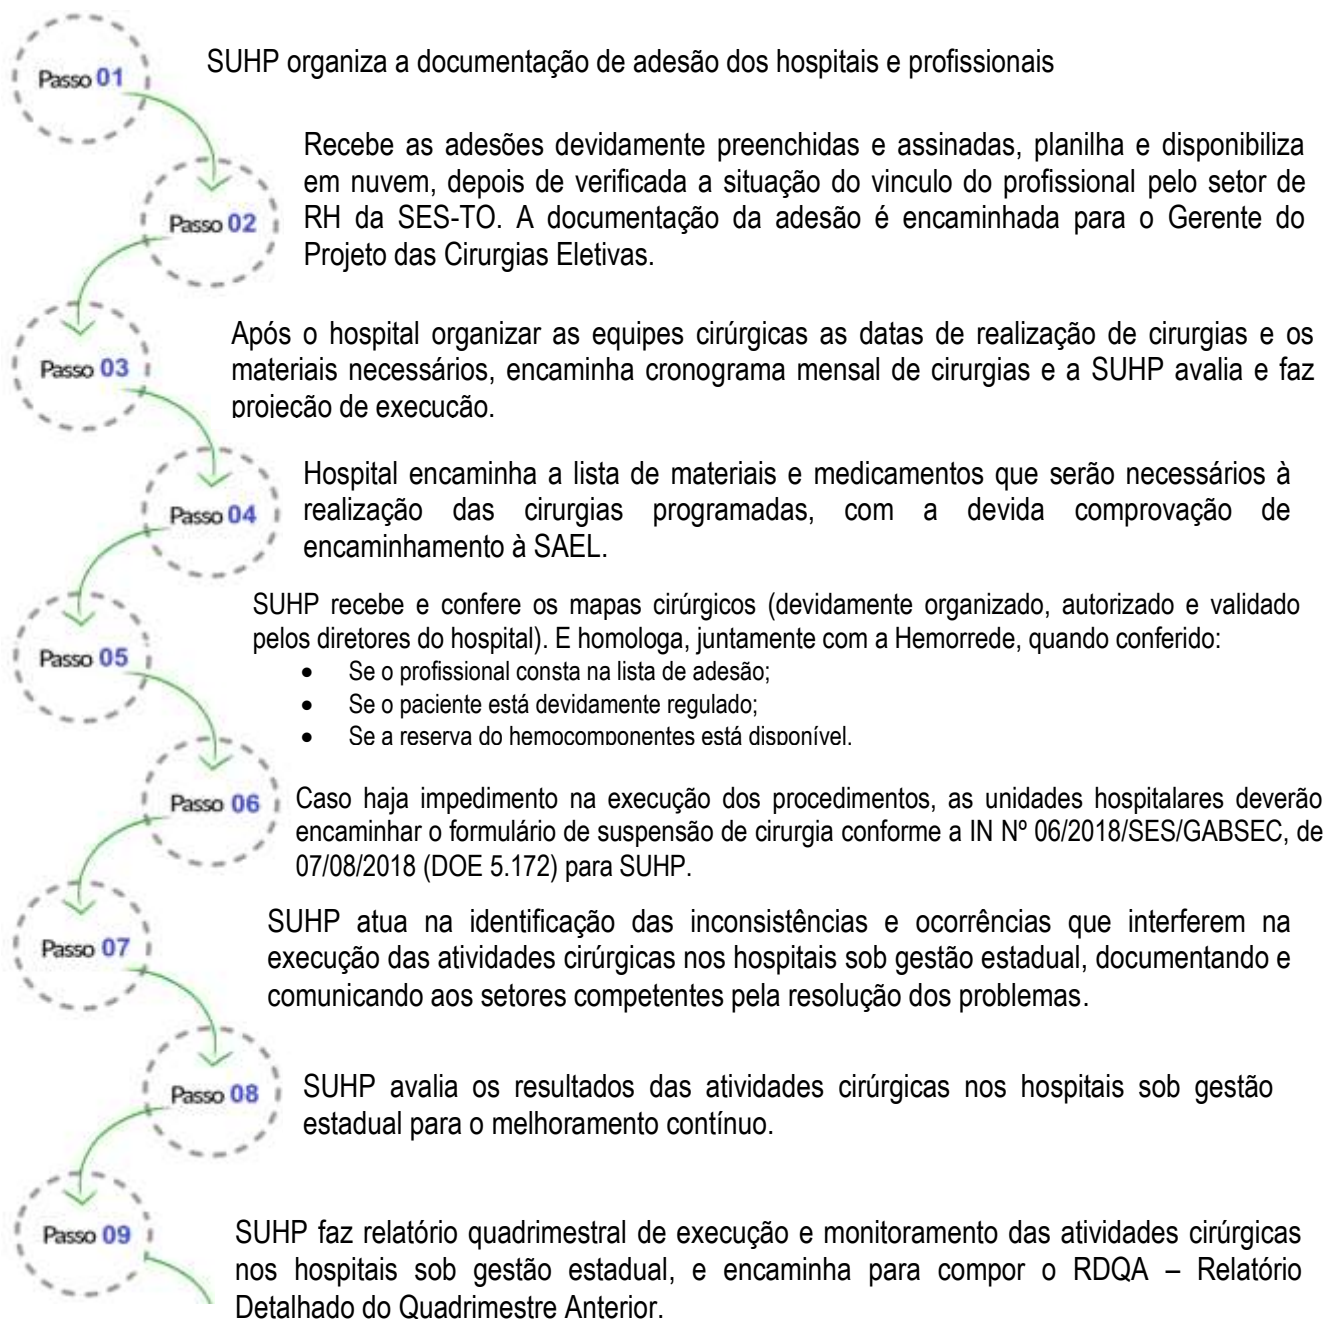 Passo 01
SUHP organiza a documentação de adesão dos hospitais e profissionais
Passo 02
Recebe as adesões devidamente preenchidas e assinadas, planilha e disponibiliza
em nuvem, depois de verificada a situação do vinculo do profissional pelo setor de
RH da SES-TO. A documentação da adesão é encaminhada para o Gerente do
Projeto das Cirurgias Eletivas.
Passo 03
Após o hospital organizar as equipes cirúrgicas as datas de realização de cirurgias e os
materiais necessários, encaminha cronograma mensal de cirurgias e a SUHP avalia e faz
projeção de execução.
Passo 04
Hospital encaminha a lista de materiais e medicamentos que serão necessários à
realização das cirurgias programadas, com a devida comprovação de
encaminhamento à SAEL.
Passo 05
SUHP recebe e confere os mapas cirúrgicos (devidamente organizado, autorizado e validado
pelos diretores do hospital). E homologa, juntamente com a Hemorrede, quando conferido:
• Se o profissional consta na lista de adesão;
• Se o paciente está devidamente regulado;
• Se a reserva do hemocomponentes está disponível.
Passo 06
Caso haja impedimento na execução dos procedimentos, as unidades hospitalares deverão
encaminhar o formulário de suspensão de cirurgia conforme a IN Nº 06/2018/SES/GABSEC, de
07/08/2018 (DOE 5.172) para SUHP.
Passo 07
SUHP atua na identificação das inconsistências e ocorrências que interferem na
execução das atividades cirúrgicas nos hospitais sob gestão estadual, documentando e
comunicando aos setores competentes pela resolução dos problemas.
Passo 08
SUHP avalia os resultados das atividades cirúrgicas nos hospitais sob gestão
estadual para o melhoramento contínuo.
Passo 09
SUHP faz relatório quadrimestral de execução e monitoramento das atividades cirúrgicas
nos hospitais sob gestão estadual, e encaminha para compor o RDQA – Relatório
Detalhado do Quadrimestre Anterior.